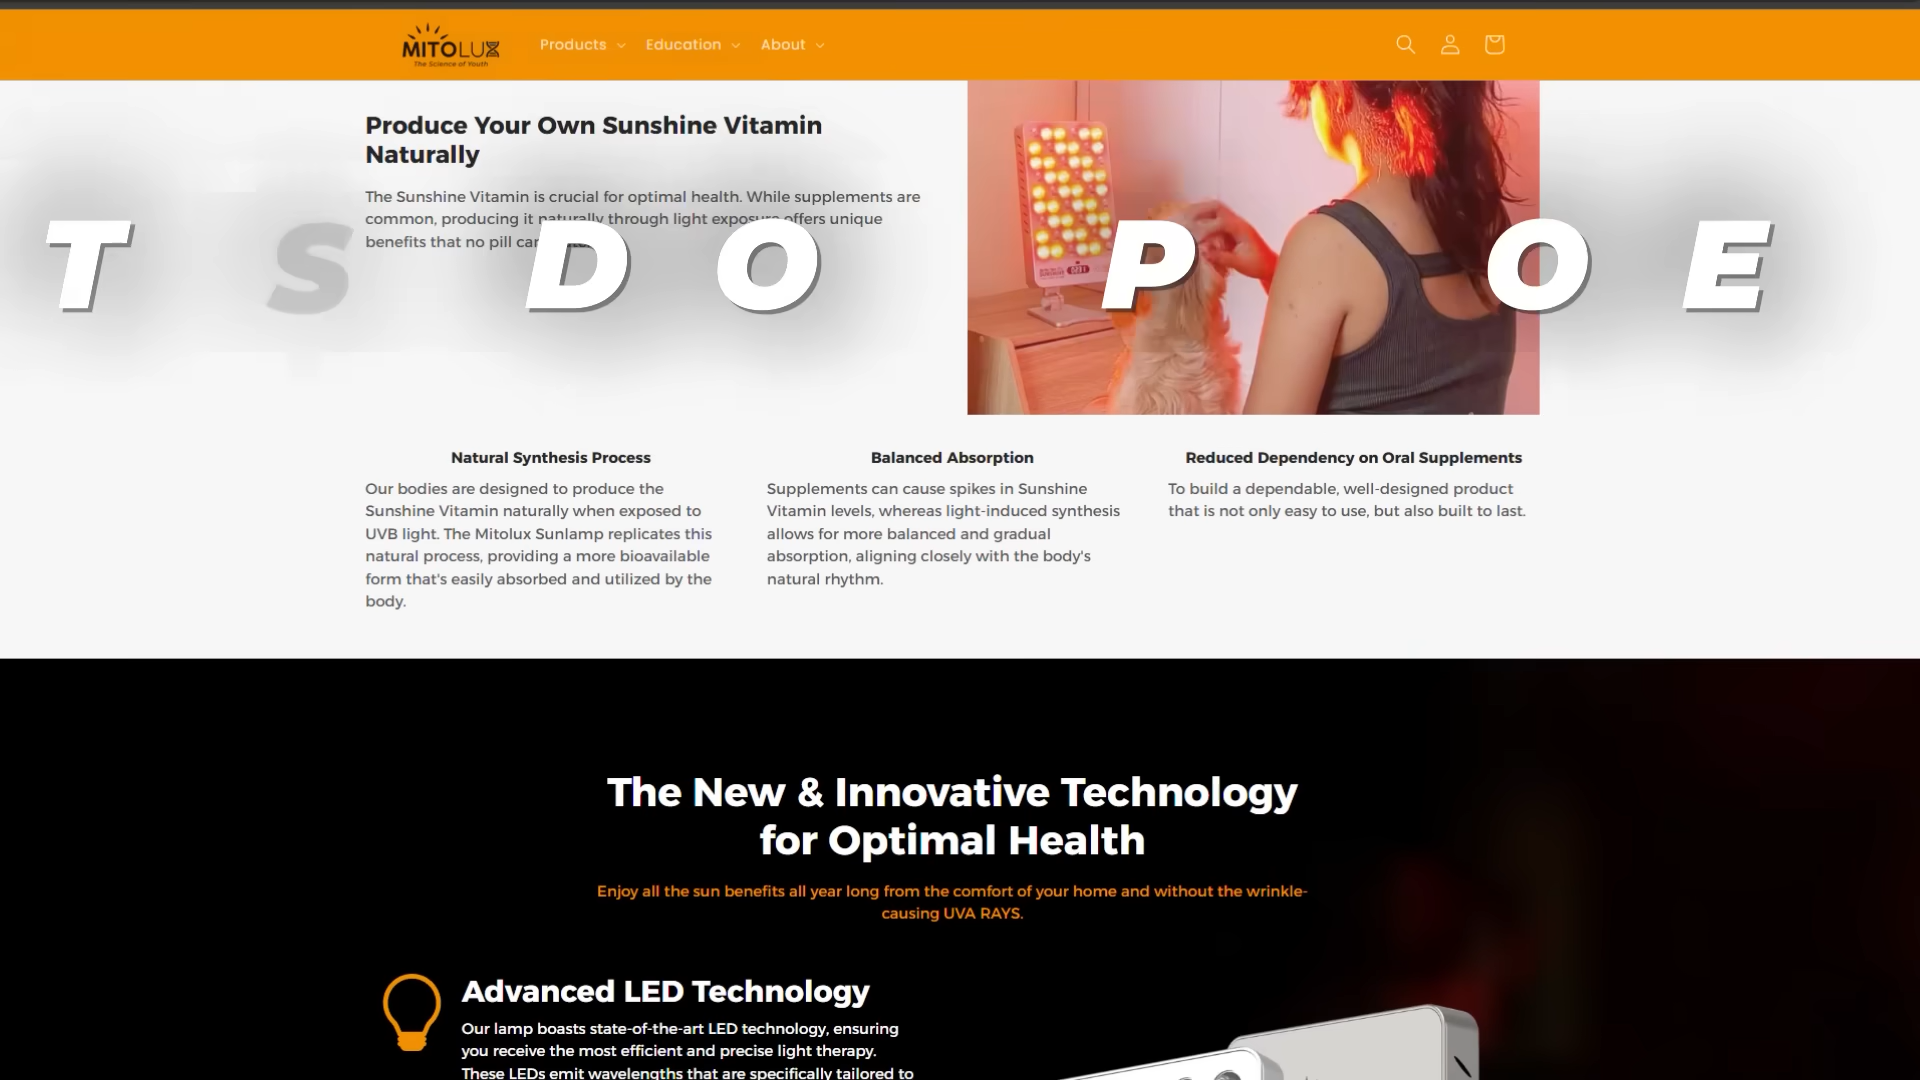 MITOLUX
The Science of Youth
Products
Education
About
Produce Your Own Sunshine Vitamin
Naturally
The Sunshine Vitamin is crucial for optimal health. While supplements are
common, producing it naturally through light exposure offers unique
benefits that no pill can
T S D O P O E
Natural Synthesis Process
Our bodies are designed to produce the
Sunshine Vitamin naturally when exposed to
UVB light. The Mitolux Sunlamp replicates this
natural process, providing a more bioavailable
form that's easily absorbed and utilized by the
body.
Balanced Absorption
Supplements can cause spikes in Sunshine
Vitamin levels, whereas light-induced synthesis
allows for more balanced and gradual
absorption, aligning closely with the body's
natural rhythm.
Reduced Dependency on Oral Supplements
To build a dependable, well-designed product
that is not only easy to use, but also built to last.
The New & Innovative Technology
for Optimal Health
Enjoy all the sun benefits all year long from the comfort of your home and without the wrinkle-
causing UVA RAYS.
Advanced LED Technology
Our lamp boasts state-of-the-art LED technology, ensuring
you receive the most efficient and precise light therapy.
These LEDs emit wavelengths that are specifically tailored to